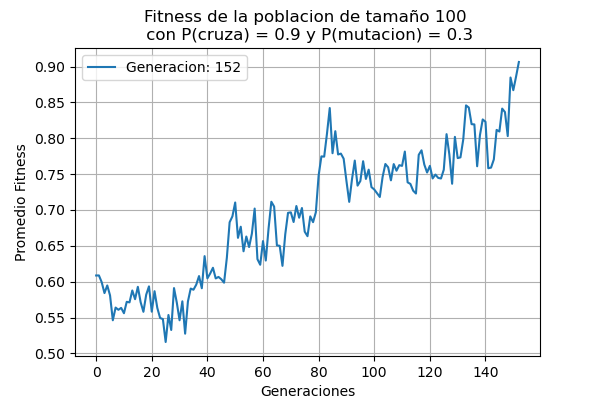 Fitness de la poblacion de tamaño 100
con P(cruza) = 0.9 y P(mutacion) = 0.3
Generacion: 152
Promedio Fitness
0.90
0.85
0.80
0.75
0.70
0.65
0.60
0.55
0.50
0 20 40 60 80 100 120 140
Generaciones